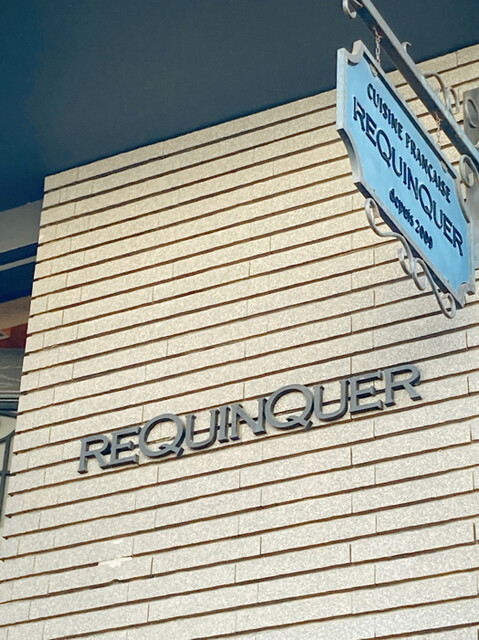 CUISINE FRANÇAISE
REQUINQUER
depuis 2009
REQUINQUER